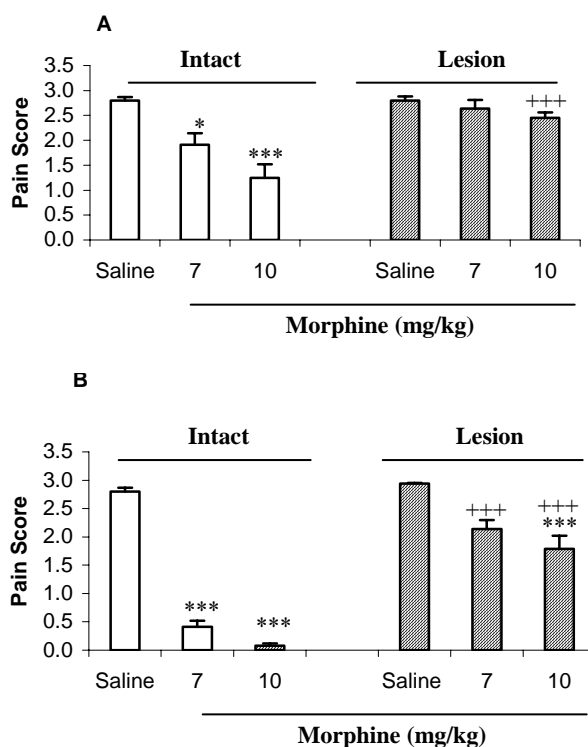 A
Intact Lesion
3.5
3.0
2.5
2.0
1.5
1.0
0.5
0.0
Pain Score
* *** +++
Saline 7 10 Saline 7 10
Morphine (mg/kg)
B
Intact Lesion
3.5
3.0
2.5
2.0
1.5
1.0
0.5
0.0
Pain Score
*** *** +++ +++
***
Saline 7 10 Saline 7 10
Morphine (mg/kg)